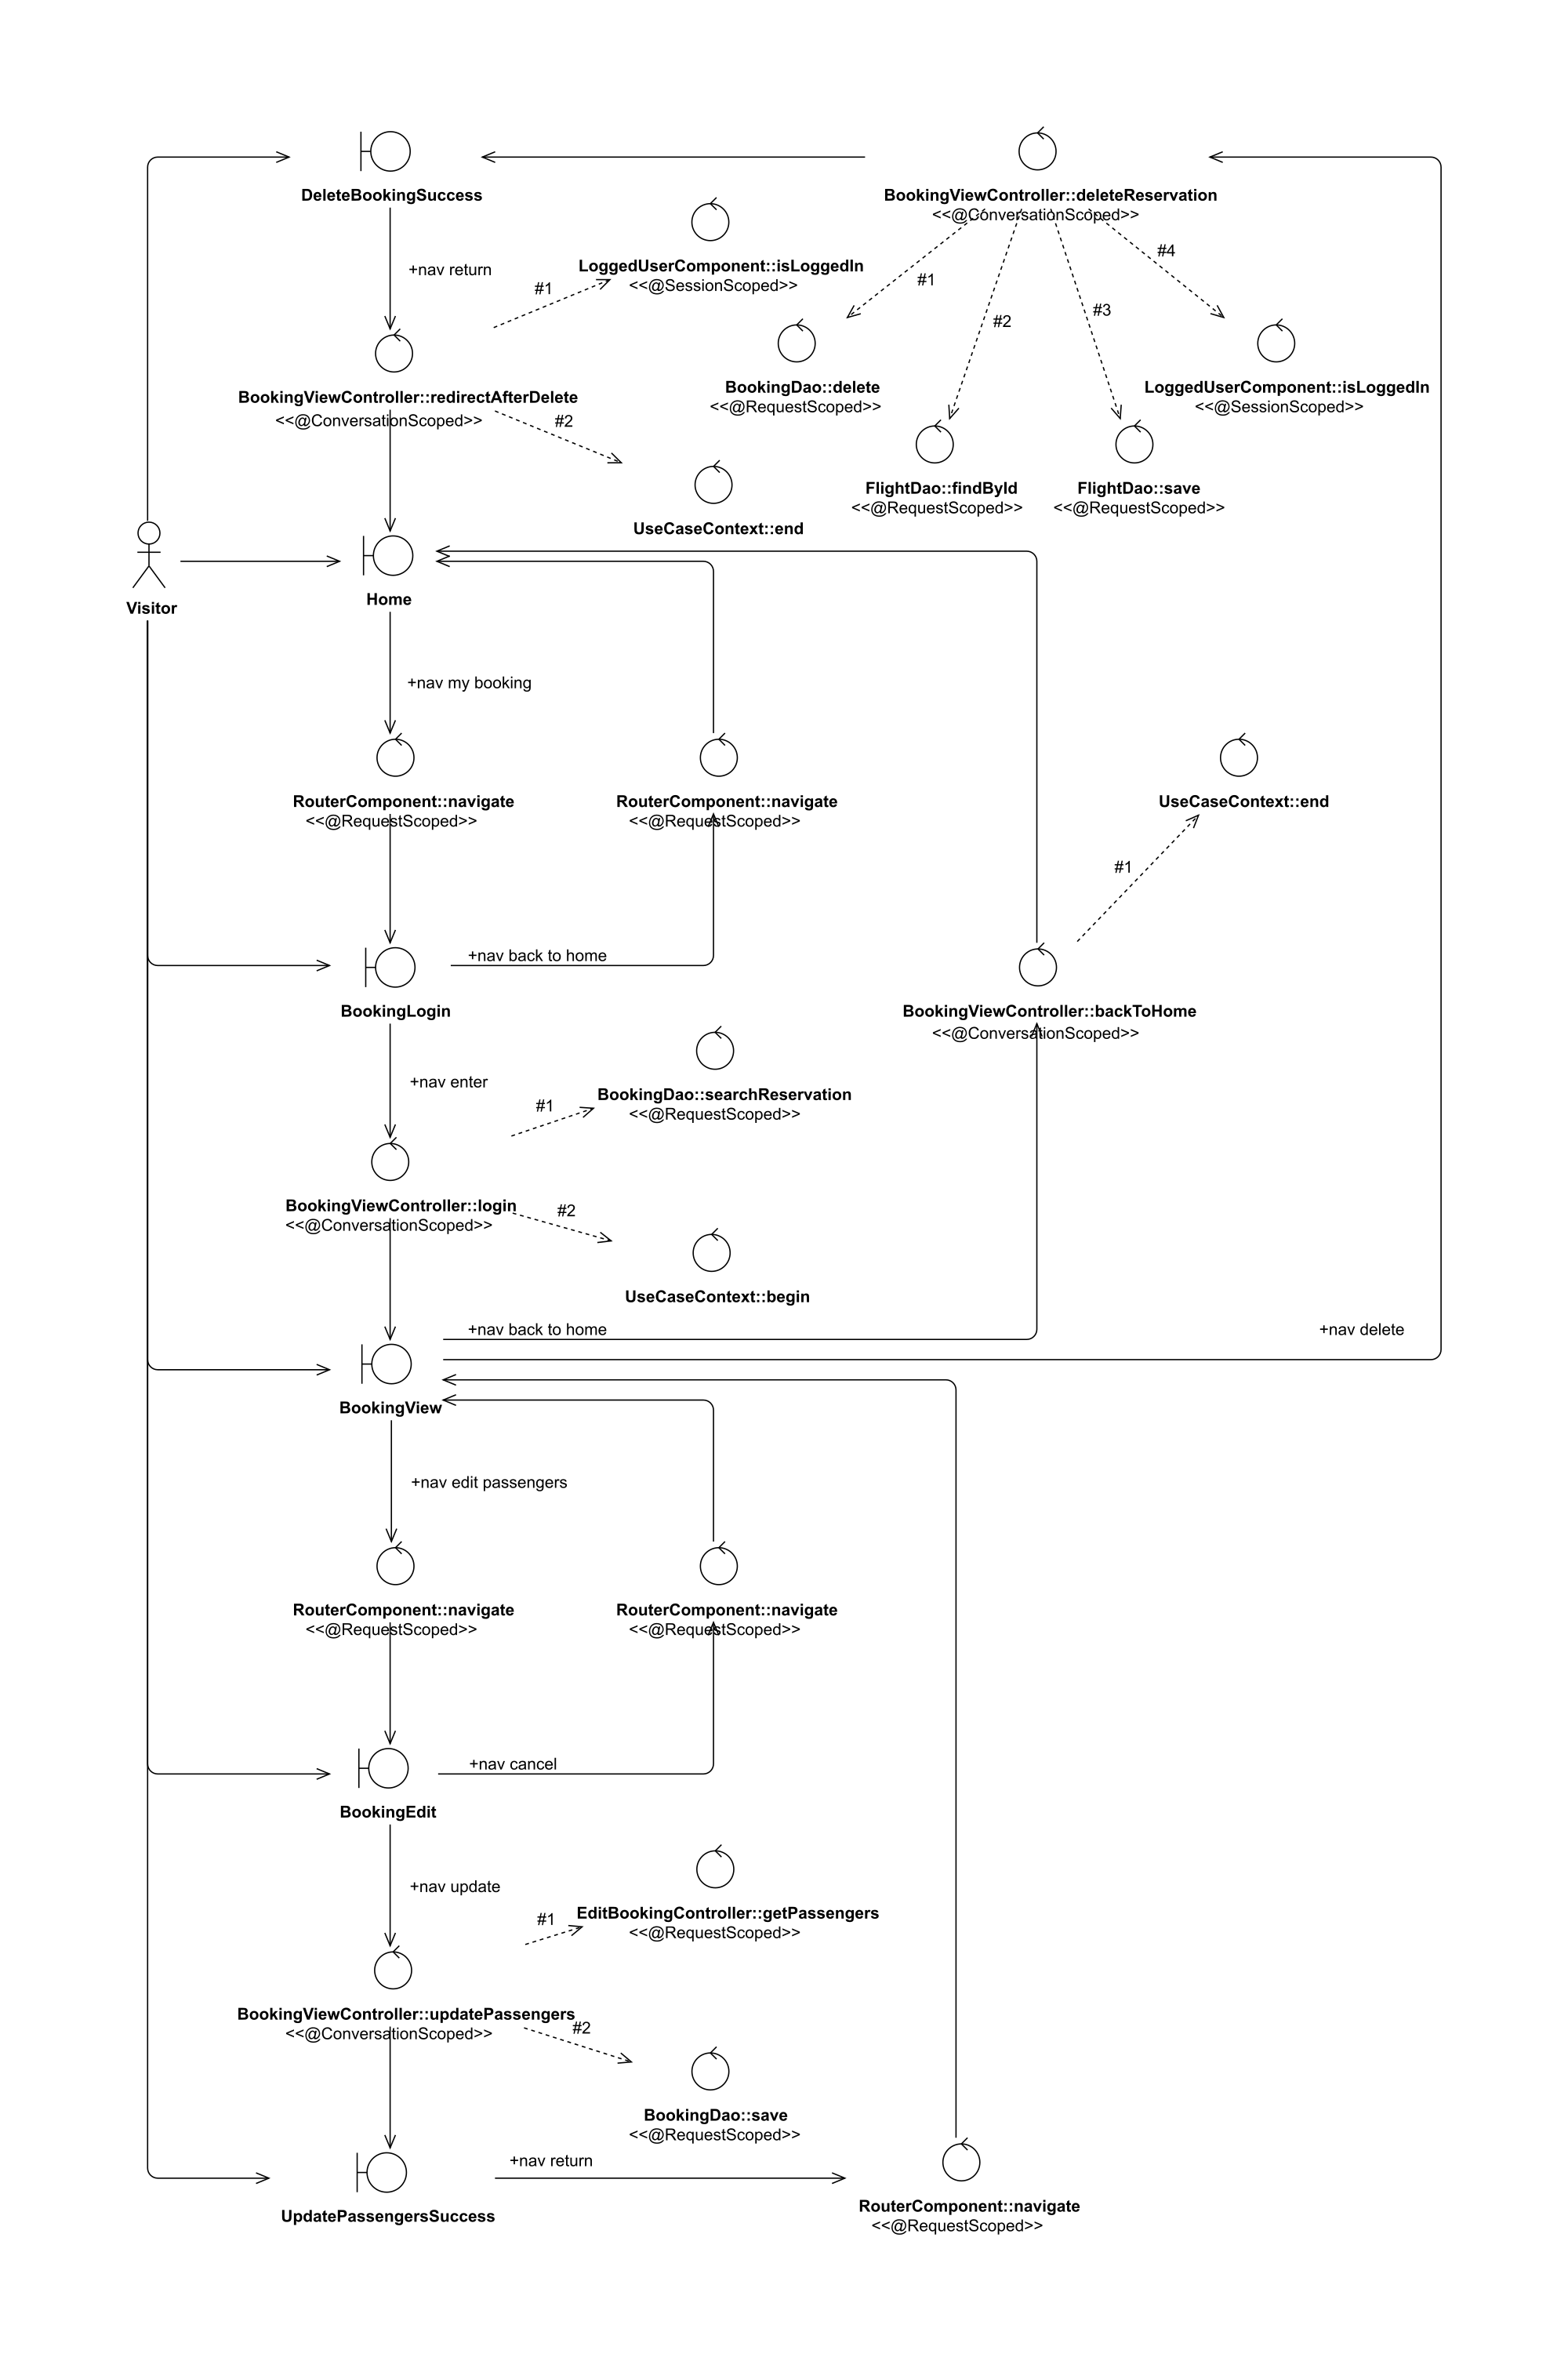 DeleteBookingSuccess
BookingViewController::deleteReservation
<<@ConversationScoped>>
+nav return
LoggedUserComponent::isLoggedIn
<<@SessionScoped>>
#1
#1
#2
#3
#4
BookingViewController::redirectAfterDelete
<<@ConversationScoped>>
#2
BookingDao::delete
<<@RequestScoped>>
LoggedUserComponent::isLoggedIn
<<@SessionScoped>>
FlightDao::findById
<<@RequestScoped>>
FlightDao::save
<<@RequestScoped>>
UseCaseContext::end
Visitor
Home
+nav my booking
RouterComponent::navigate
<<@RequestScoped>>
RouterComponent::navigate
<<@RequestScoped>>
UseCaseContext::end
#1
+nav back to home
BookingLogin
BookingViewController::backToHome
<<@ConversationScoped>>
+nav enter
#1
BookingDao::searchReservation
<<@RequestScoped>>
BookingViewController::login
<<@ConversationScoped>>
#2
UseCaseContext::begin
+nav back to home
+nav delete
BookingView
+nav edit passengers
RouterComponent::navigate
<<@RequestScoped>>
RouterComponent::navigate
<<@RequestScoped>>
+nav cancel
BookingEdit
+nav update
#1
EditBookingController::getPassengers
<<@RequestScoped>>
BookingViewController::updatePassengers
<<@ConversationScoped>>
#2
BookingDao::save
<<@RequestScoped>>
+nav return
UpdatePassengersSuccess
RouterComponent::navigate
<<@RequestScoped>>